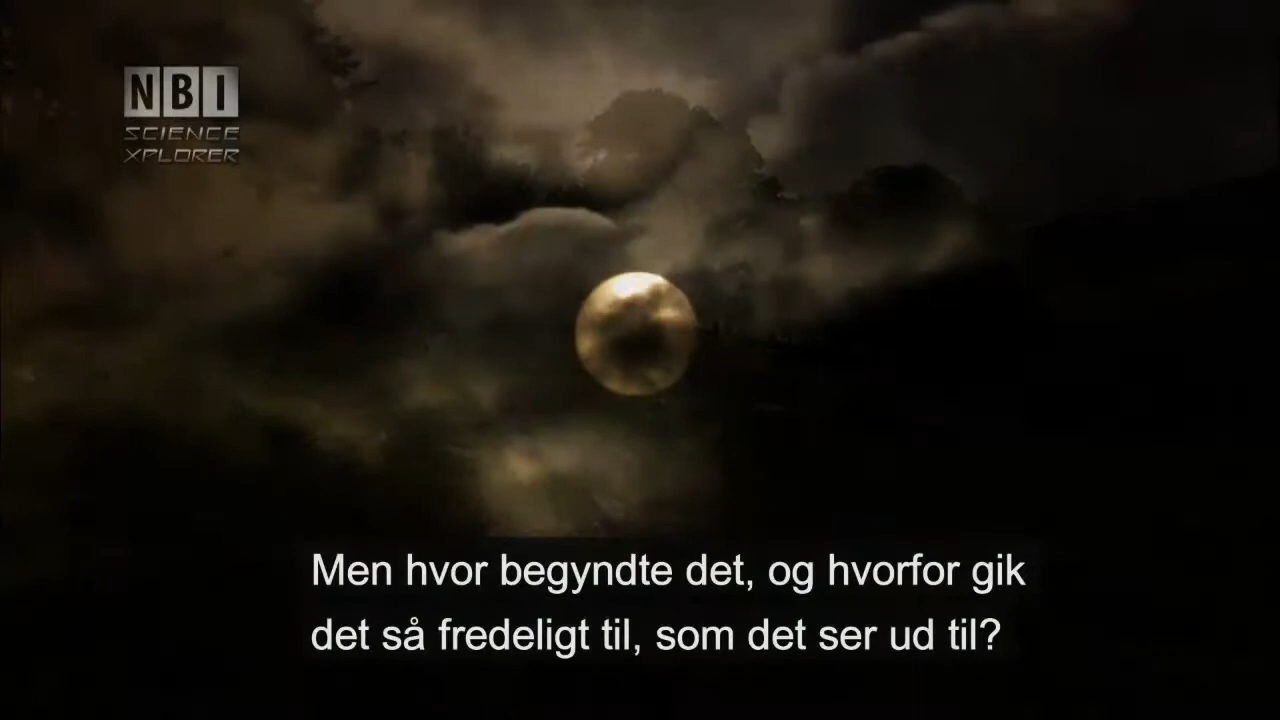 NBI
SCIENCE
XPLORER
Men hvor begyndte det, og hvorfor gik
det så fredeligt til, som det ser ud til?